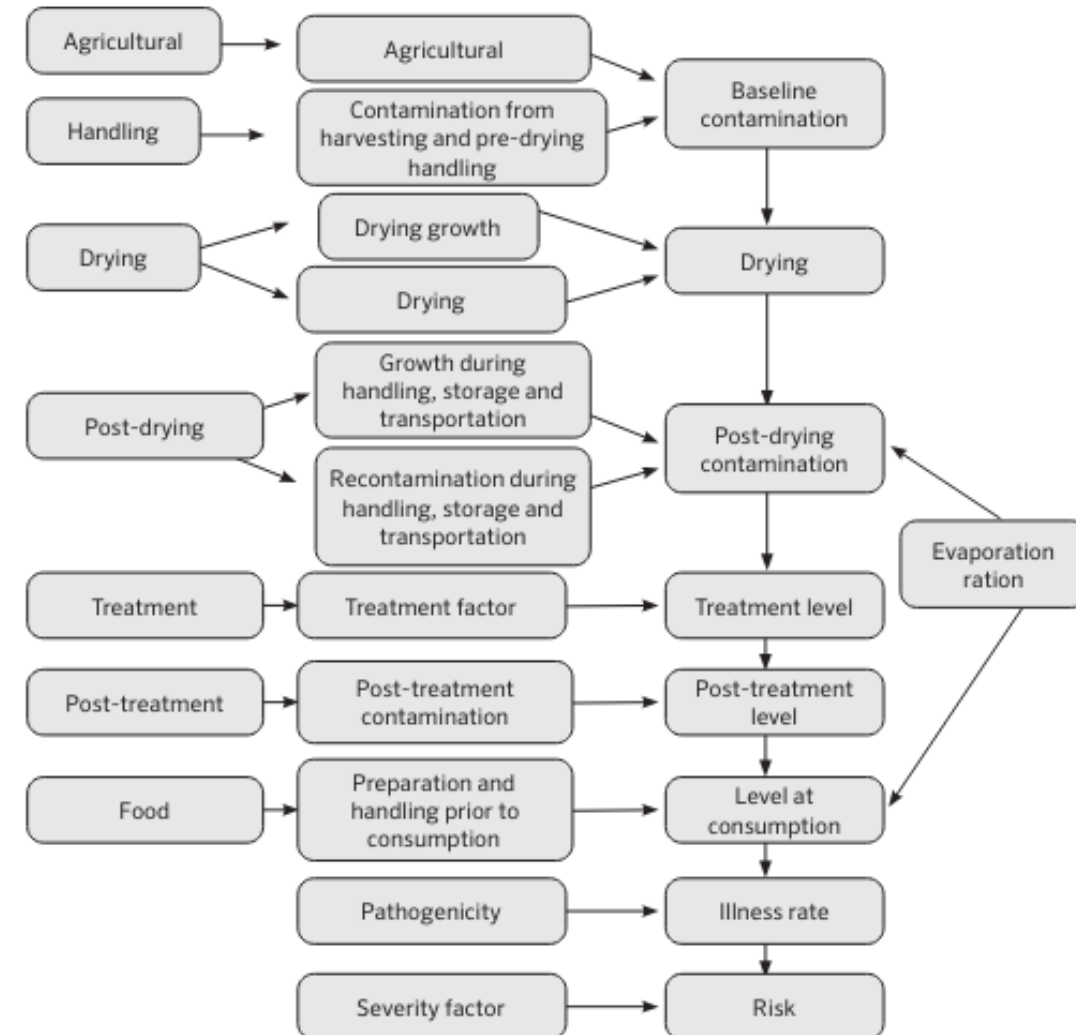 Agricultural
Agricultural
Baseline
contamination
Handling
Contamination from
harvesting and pre-drying
handling
Drying
Drying growth
Drying
Drying
Post-drying
Growth during
handling, storage and
transportation
Recontamination during
handling, storage and
transportation
Post-drying
contamination
Evaporation
ration
Treatment
Treatment factor
Treatment level
Post-treatment
Post-treatment
contamination
Post-treatment
level
Food
Preparation and
handling prior to
consumption
Level at
consumption
Pathogenicity
Illness rate
Severity factor
Risk